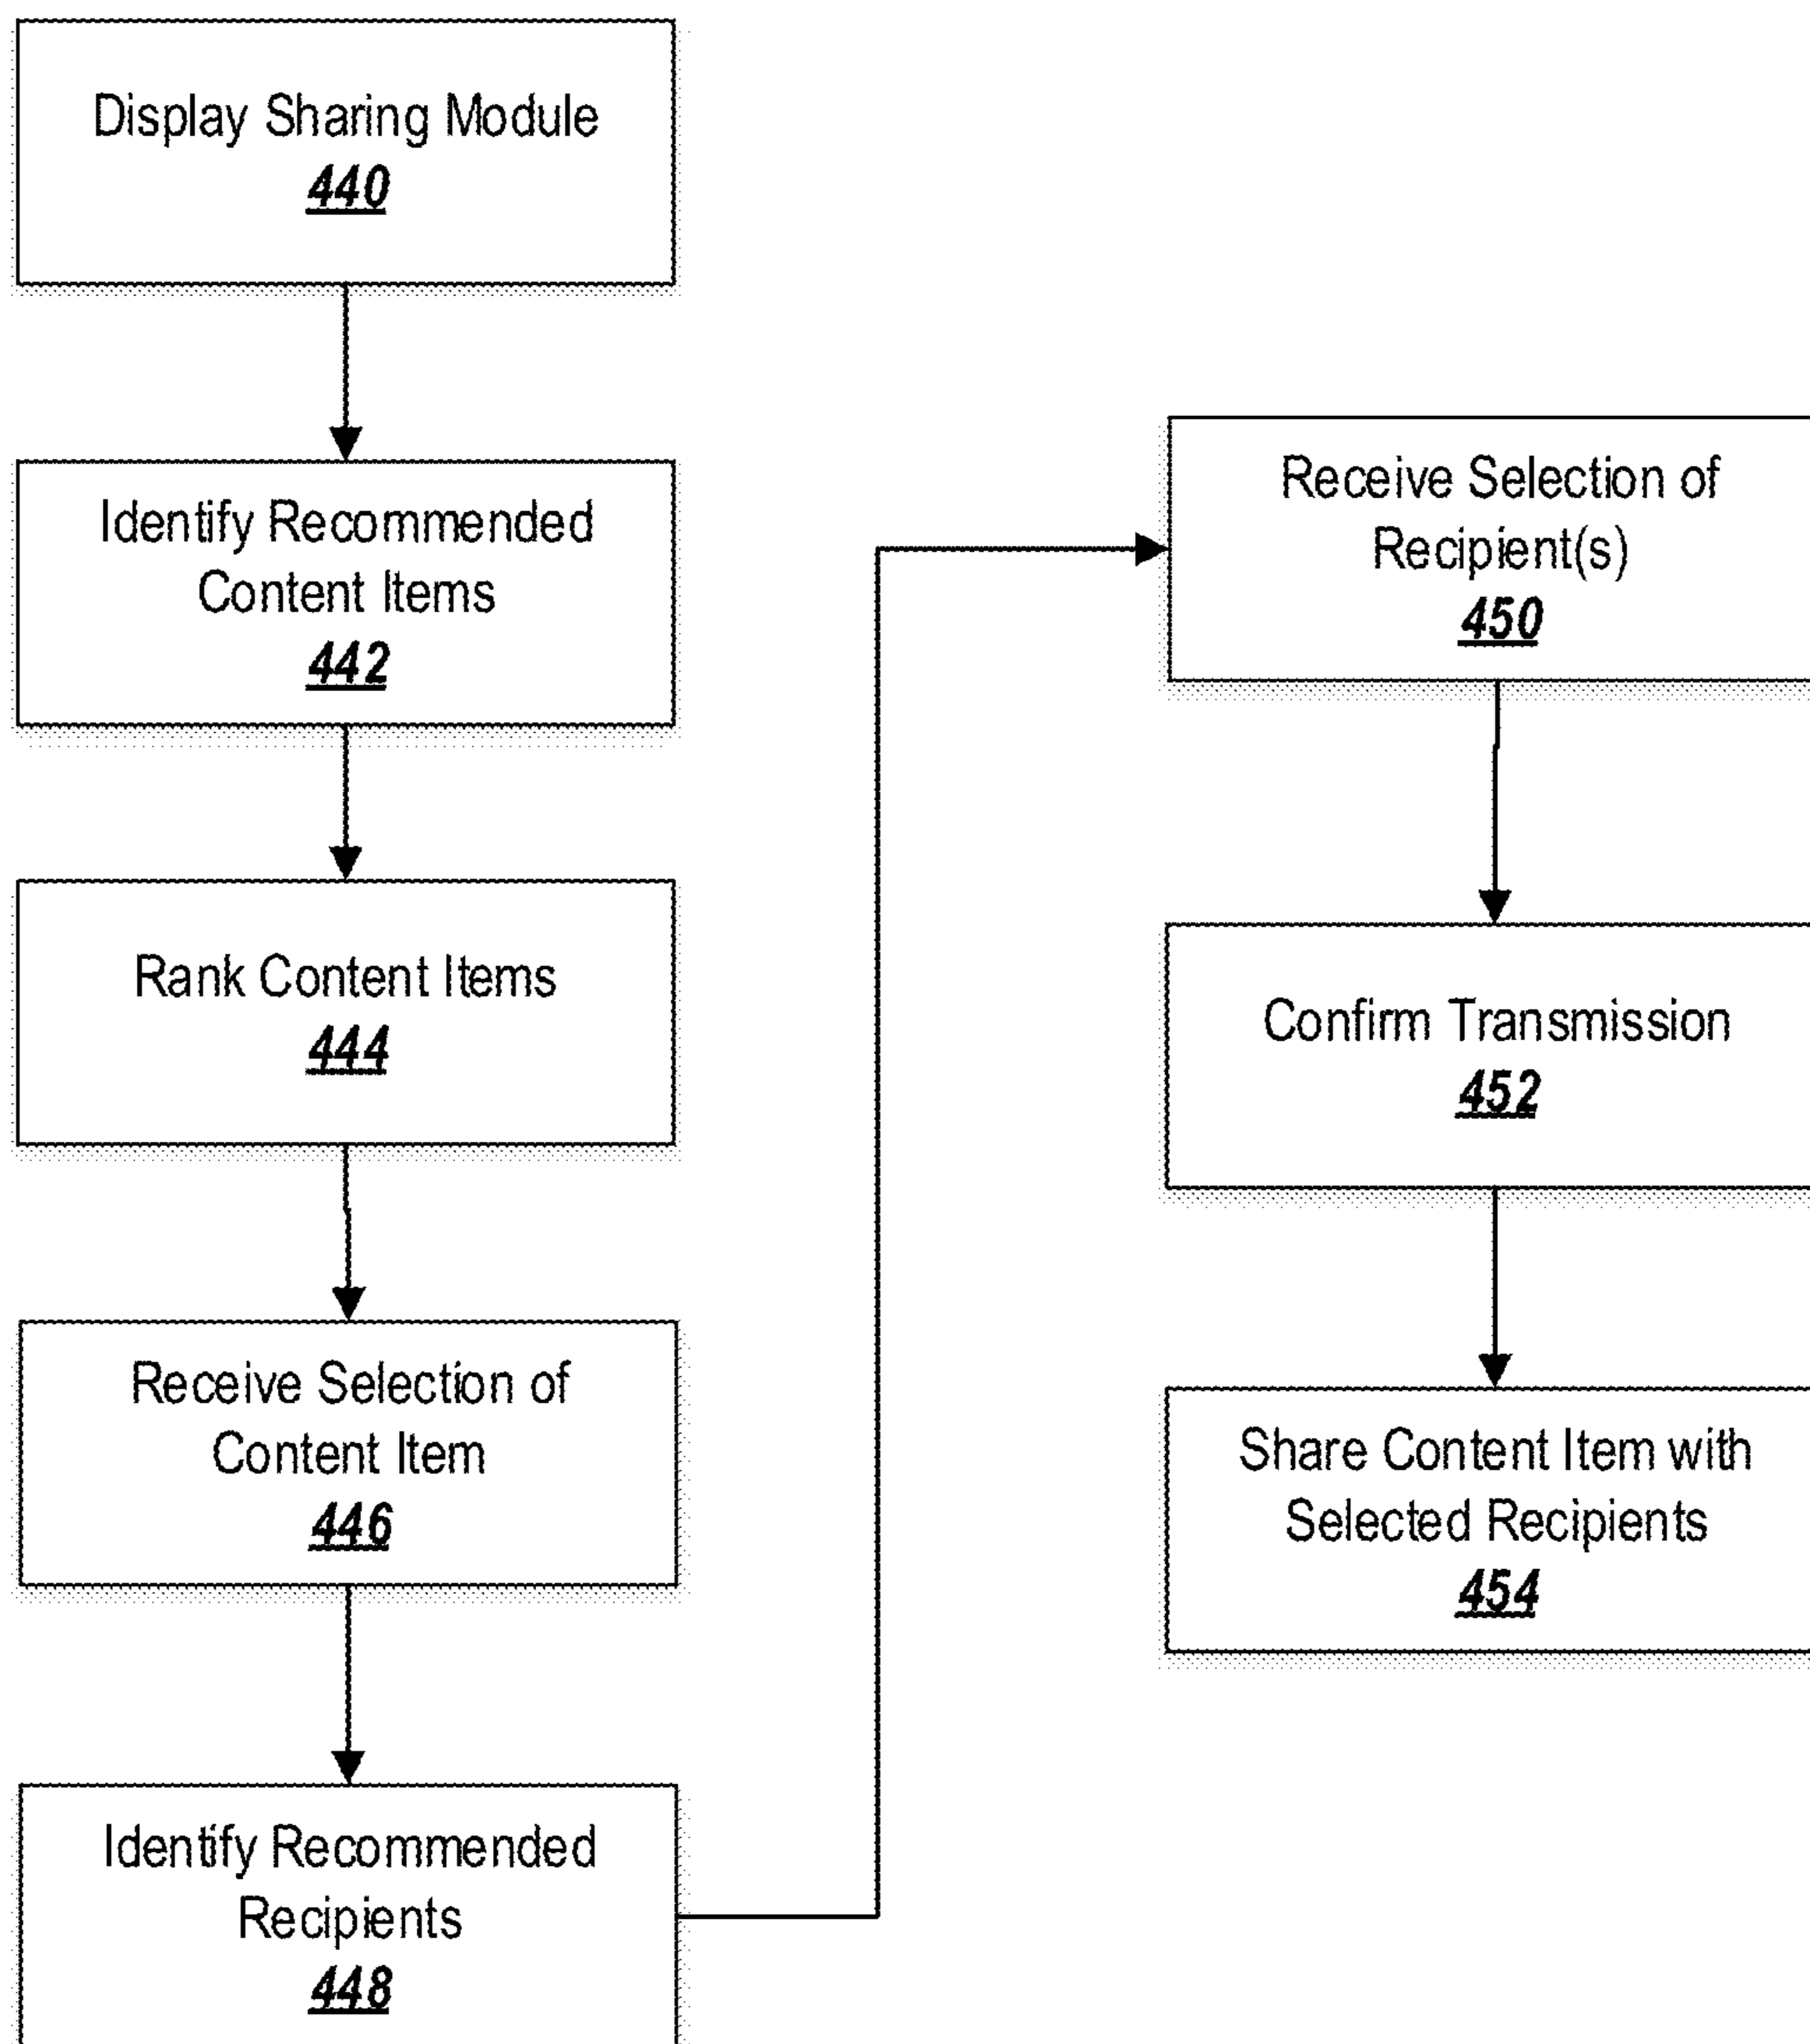 Display Sharing Module
440
Identify Recommended
Content Items
442
Rank Content Items
444
Receive Selection of
Content Item
446
Identify Recommended
Recipients
448
Receive Selection of
Recipient(s)
450
Confirm Transmission
452
Share Content Item with
Selected Recipients
454